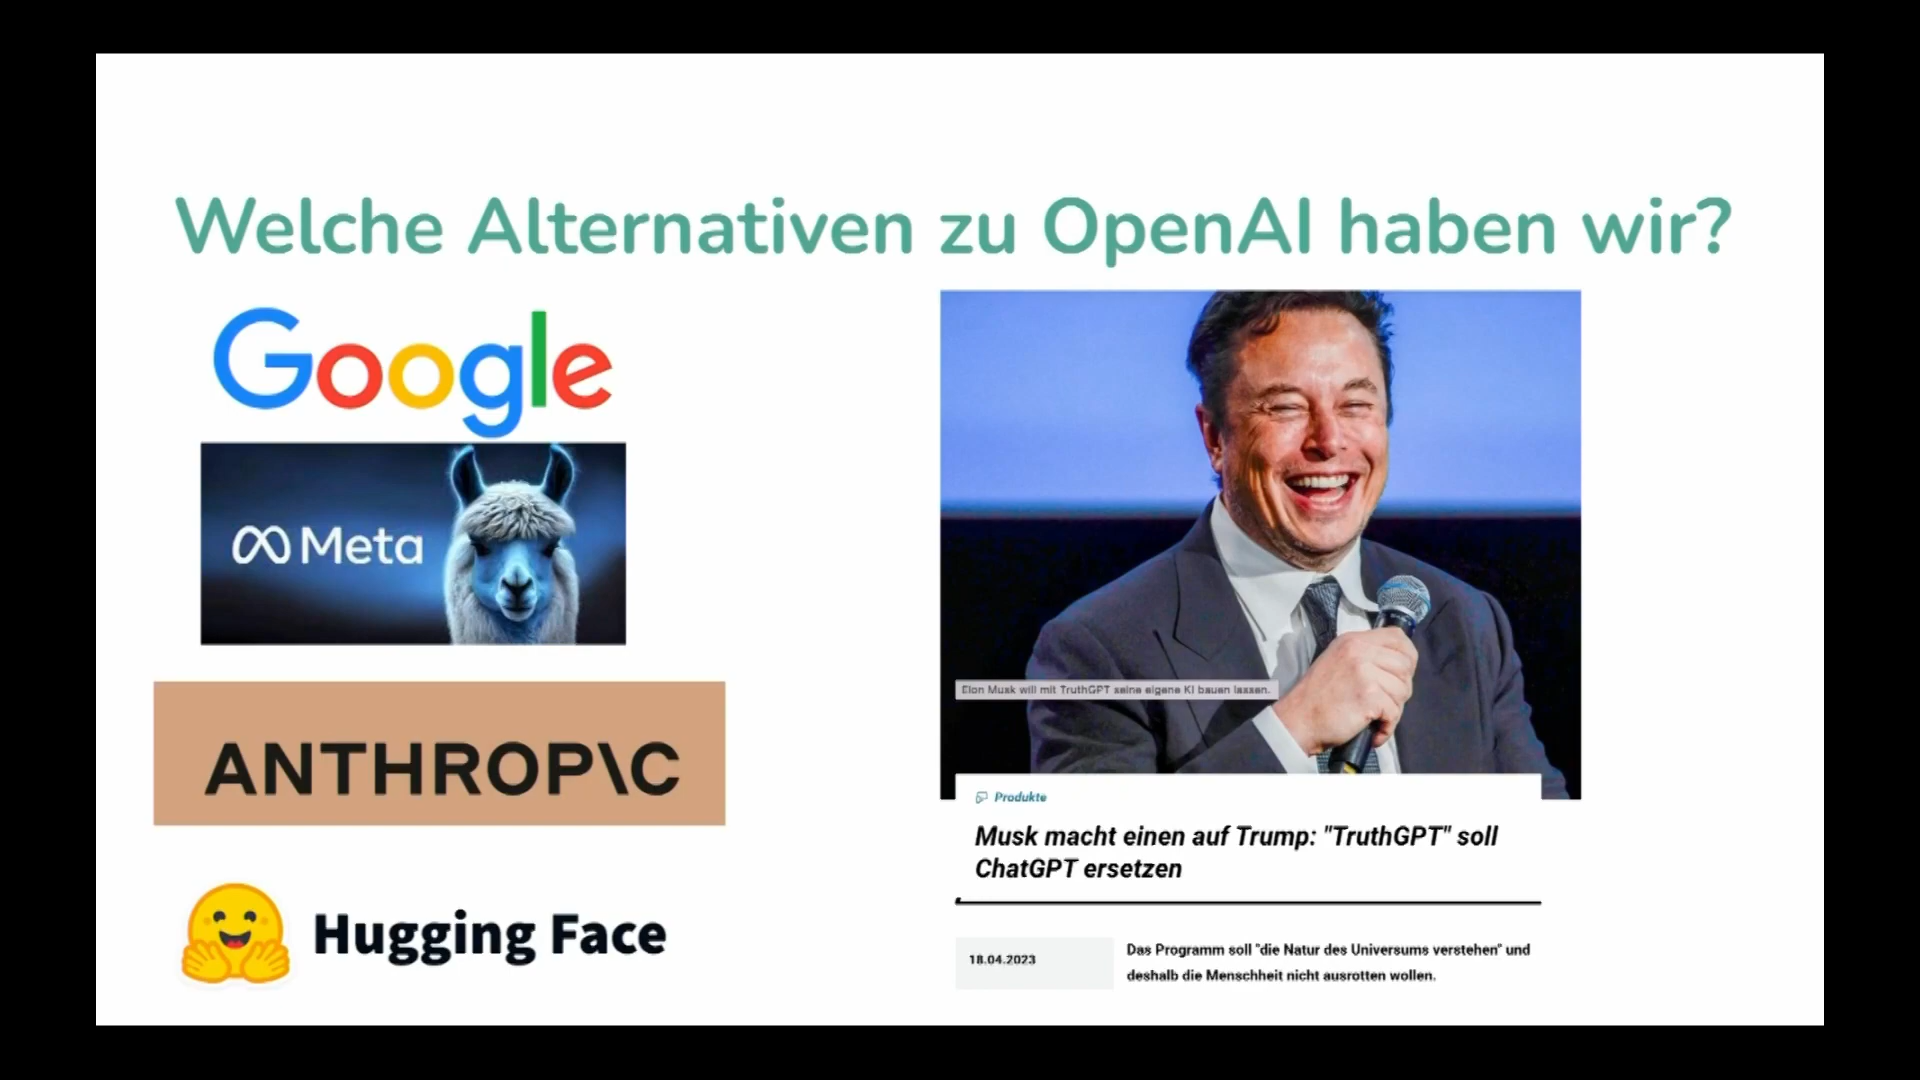 Welche Alternativen zu OpenAI haben wir?
Google
Meta
ANTHROP\C
Hugging Face
Elon Musk will mit TruthGPT seine eigene KI bauen lassen.
Produkte
Musk macht einen auf Trump: "TruthGPT" soll
ChatGPT ersetzen
18.04.2023
Das Programm soll "die Natur des Universums verstehen" und
deshalb die Menschheit nicht ausrotten wollen.